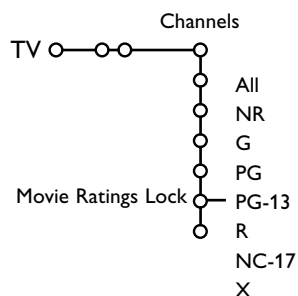 Channels
TV
All
NR
G
PG
Movie Ratings Lock
PG-13
R
NC-17
X